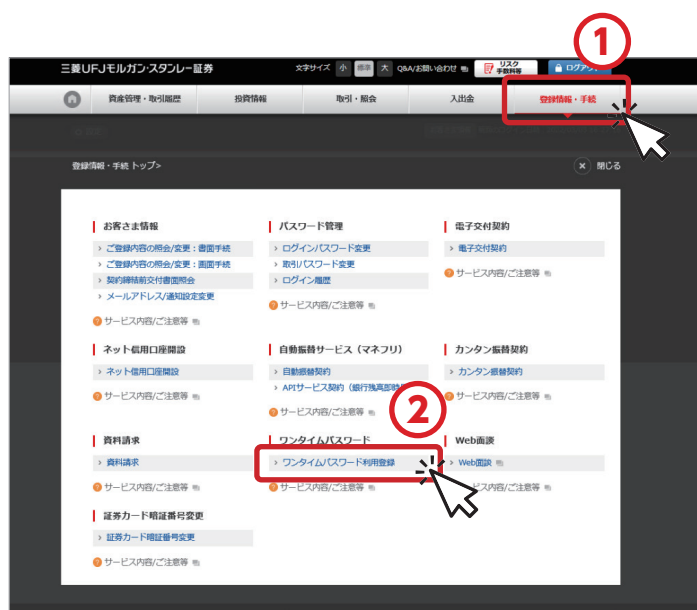 ①
三菱UFJモルガン・スタンレー証券 文字サイズ 小 標準 大 Q&A/お問い合わせ リスク 手数料等 ログアウト
資産管理・取引履歴 投資情報 取引・照会 入出金 登録情報・手続
登録情報・手続 トップ> × 閉じる
お客さま情報 パスワード管理 電子交付契約
› ご登録内容の照会/変更：書面手続 › ログインパスワード変更 › 電子交付契約
› ご登録内容の照会/変更：画面手続 › 取引パスワード変更
› 契約締結前交付書面照会 › ログイン履歴 ? サービス内容/ご注意等
› メールアドレス/通知設定変更
? サービス内容/ご注意等 ? サービス内容/ご注意等
ネット信用口座開設 自動振替サービス（マネフリ） カンタン振替契約
› ネット信用口座開設 › 自動振替契約 › カンタン振替契約
› APIサービス契約（銀行残高即時
? サービス内容/ご注意等 ? サービス内容/ご注意等 ? サービス内容/ご注意等
②
資料請求 ワンタイムパスワード Web面談
› 資料請求 › ワンタイムパスワード利用登録 › Web面談
? サービス内容/ご注意等 ? サービス内容/ご注意等 ビス内容/ご注意等
証券カード暗証番号変更
› 証券カード暗証番号変更
? サービス内容/ご注意等